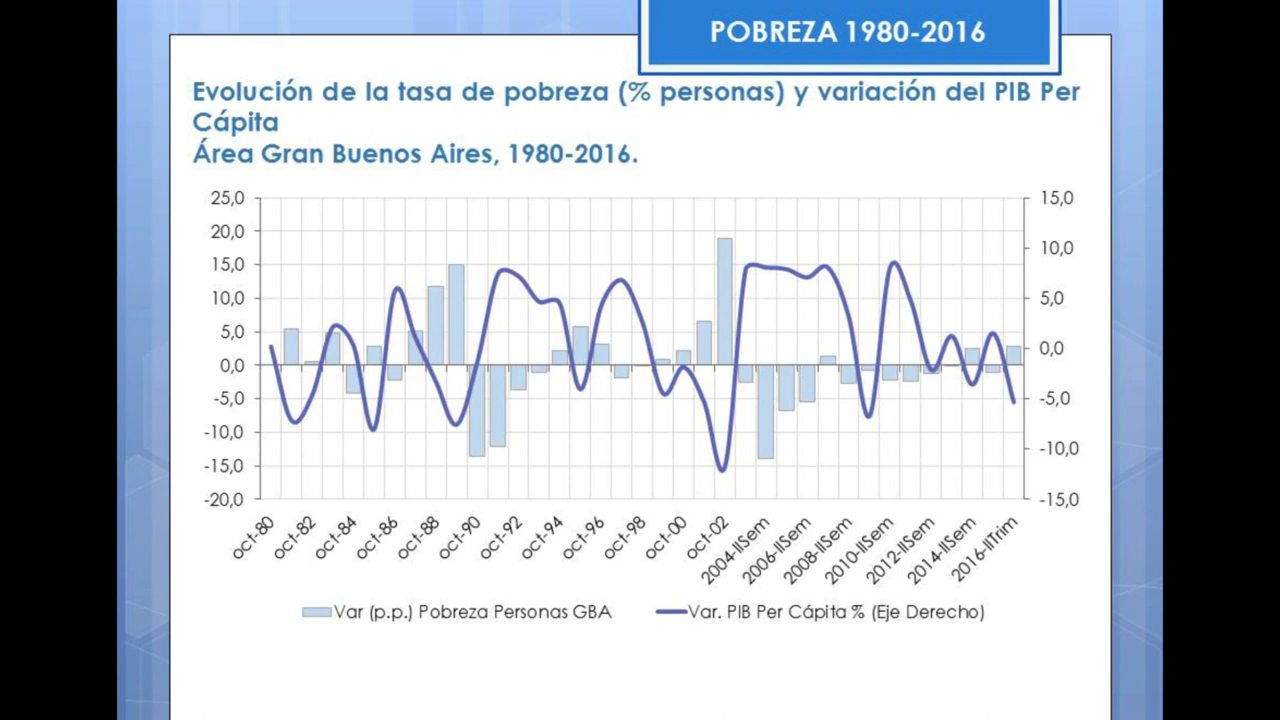 POBREZA 1980-2016
Evolución de la tasa de pobreza (% personas) y variación del PIB Per
Cápita
Área Gran Buenos Aires, 1980-2016.
25,0
20,0
15,0
10,0
5,0
0,0
-5,0
-10,0
-15,0
-20,0
15,0
10,0
5,0
0,0
-5,0
-10,0
-15,0
oct-80
oct-82
oct-84
oct-86
oct-88
oct-90
oct-92
oct-94
oct-96
oct-98
oct-00
oct-02
2004-IISem
2006-IISem
2008-IISem
2010-IISem
2012-IISem
2014-IISem
2016-IITrim
Var (p.p.) Pobreza Personas GBA
Var. PIB Per Cápita % (Eje Derecho)